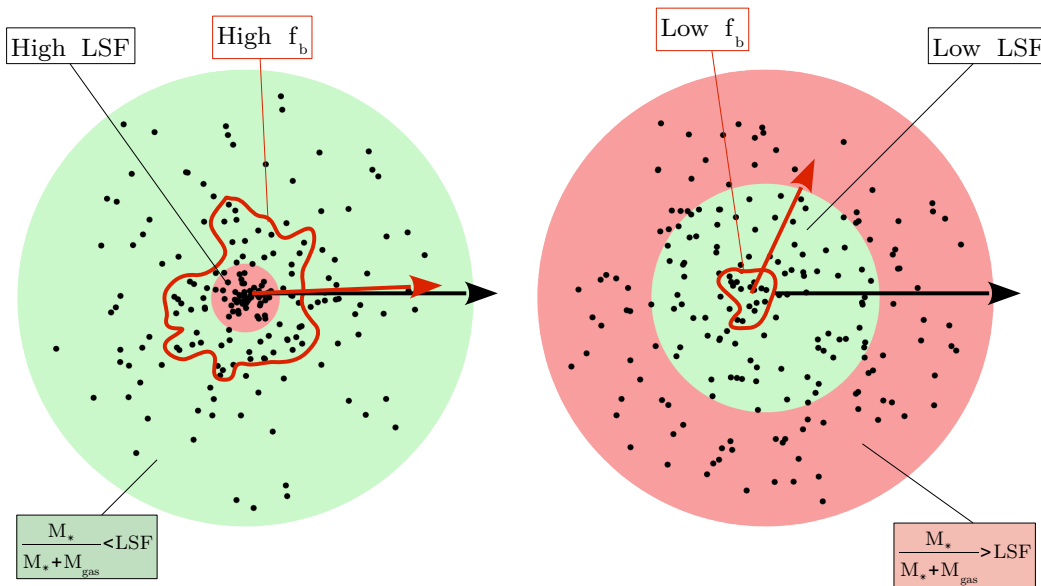 High LSF
High f_b
Low f_b
Low LSF
M_*
M_*+M_gas
<LSF
M_*
M_*+M_gas
>LSF